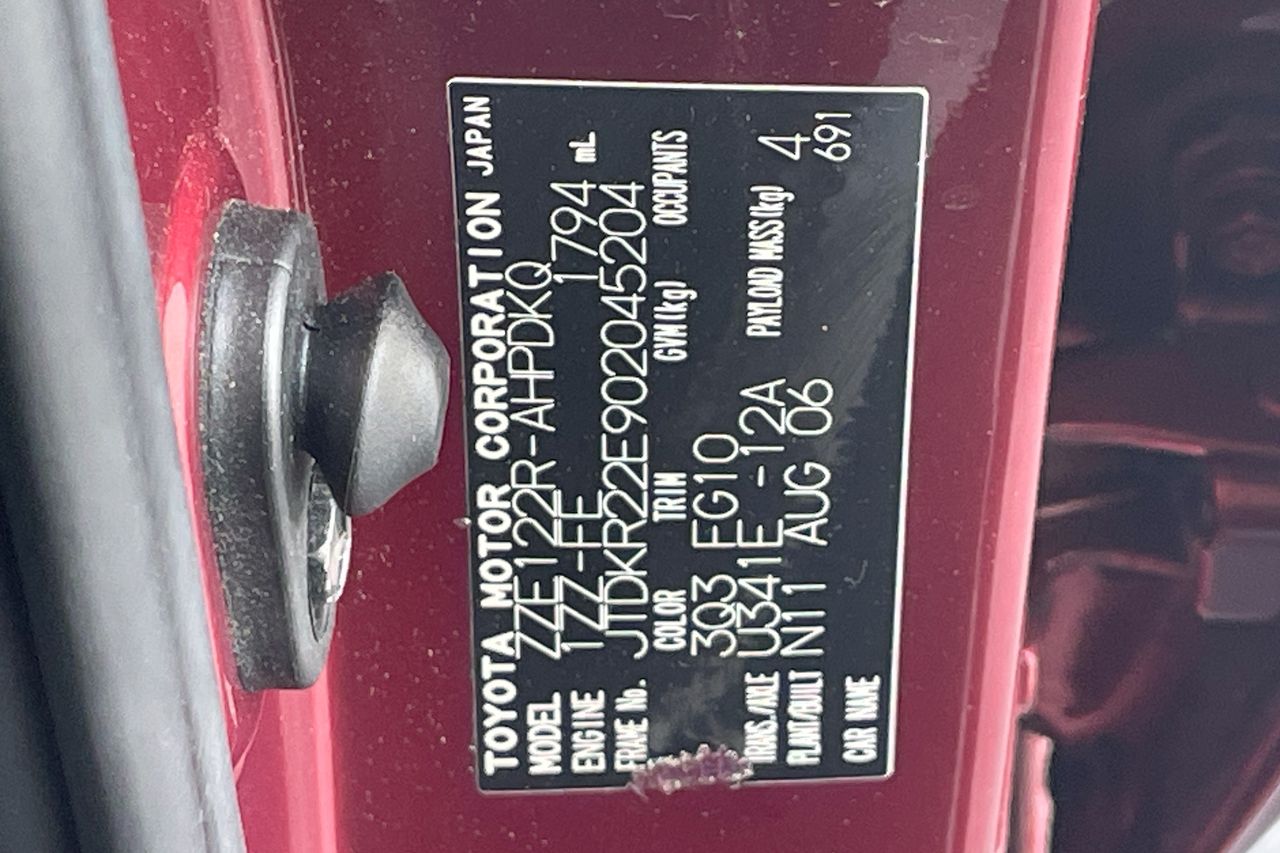 TOYOTA MOTOR CORPORATION JAPAN
MODEL ZZE122R-AHPDKQ
ENGINE 1ZZ-FE 1794 mL
FRAME No. JTDKR22E902045204
COLOR TRIM GVM(kg) OCCUPANTS
3Q3 FG10
TRANS./AXLE U341E -12A PAYLOAD MASS(kg) 4
PLANT/BUILT N11 AUG 06 691
CAR NAME